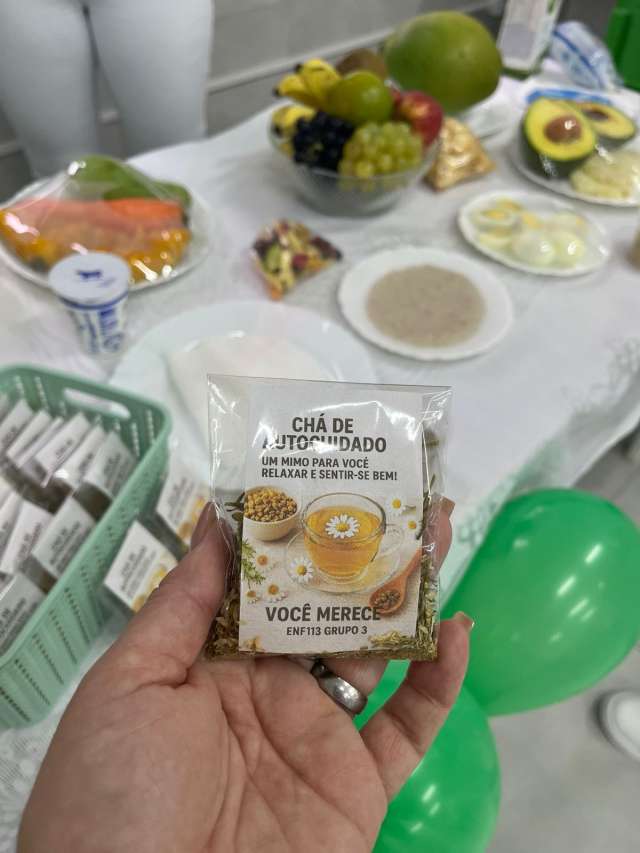 CHÁ DE
AUTOCUIDADO
UM MIMO PARA VOCÊ
RELAXAR E SENTIR-SE BEM!
VOCÊ MERECE
ENF113 GRUPO 3